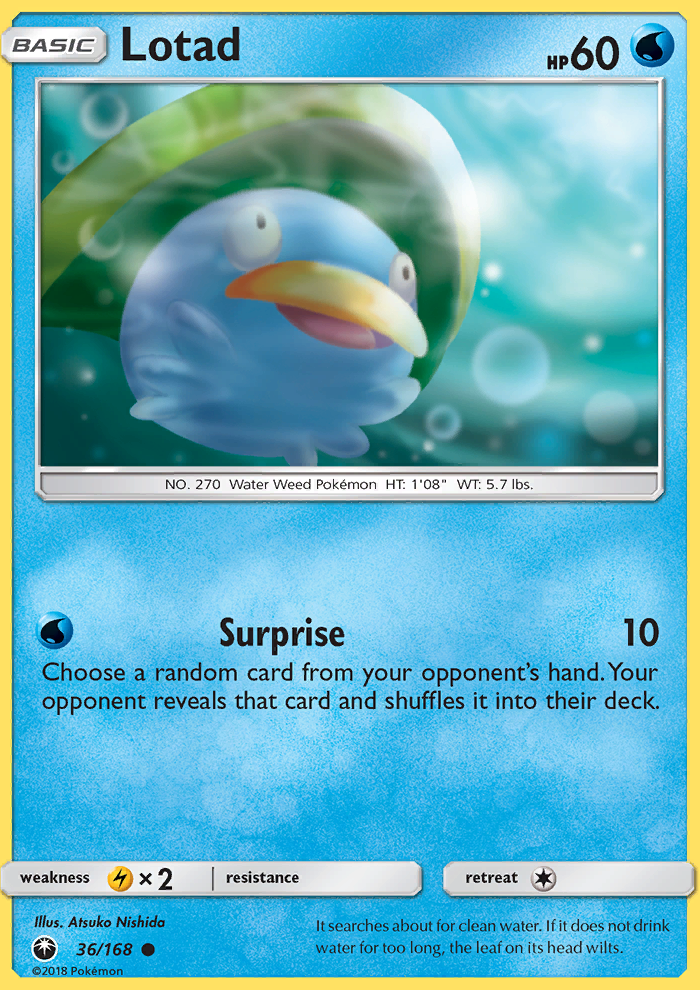 BASIC Lotad HP 60
NO. 270 Water Weed Pokémon HT: 1'08" WT: 5.7 lbs.
Surprise 10
Choose a random card from your opponent's hand. Your
opponent reveals that card and shuffles it into their deck.
weakness × 2 resistance retreat
Illus. Atsuko Nishida
36/168
©2018 Pokémon
It searches about for clean water. If it does not drink
water for too long, the leaf on its head wilts.